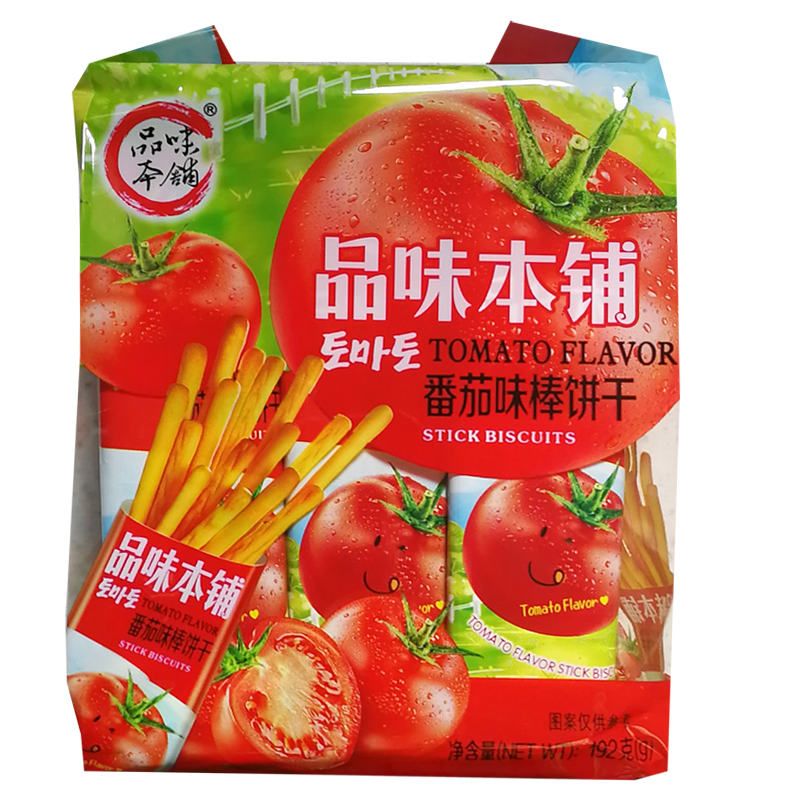 品味
本舖
®
品味本铺
토마토 TOMATO FLAVOR
番茄味棒饼干
STICK BISCUITS
品味本铺
토마토 TOMATO FLAVOR
番茄味棒饼干
STICK BISCUITS
Tomato Flavor
TOMATO FLAVOR STICK BISC
图案仅供参
净含量(NET WT): 192克(g)